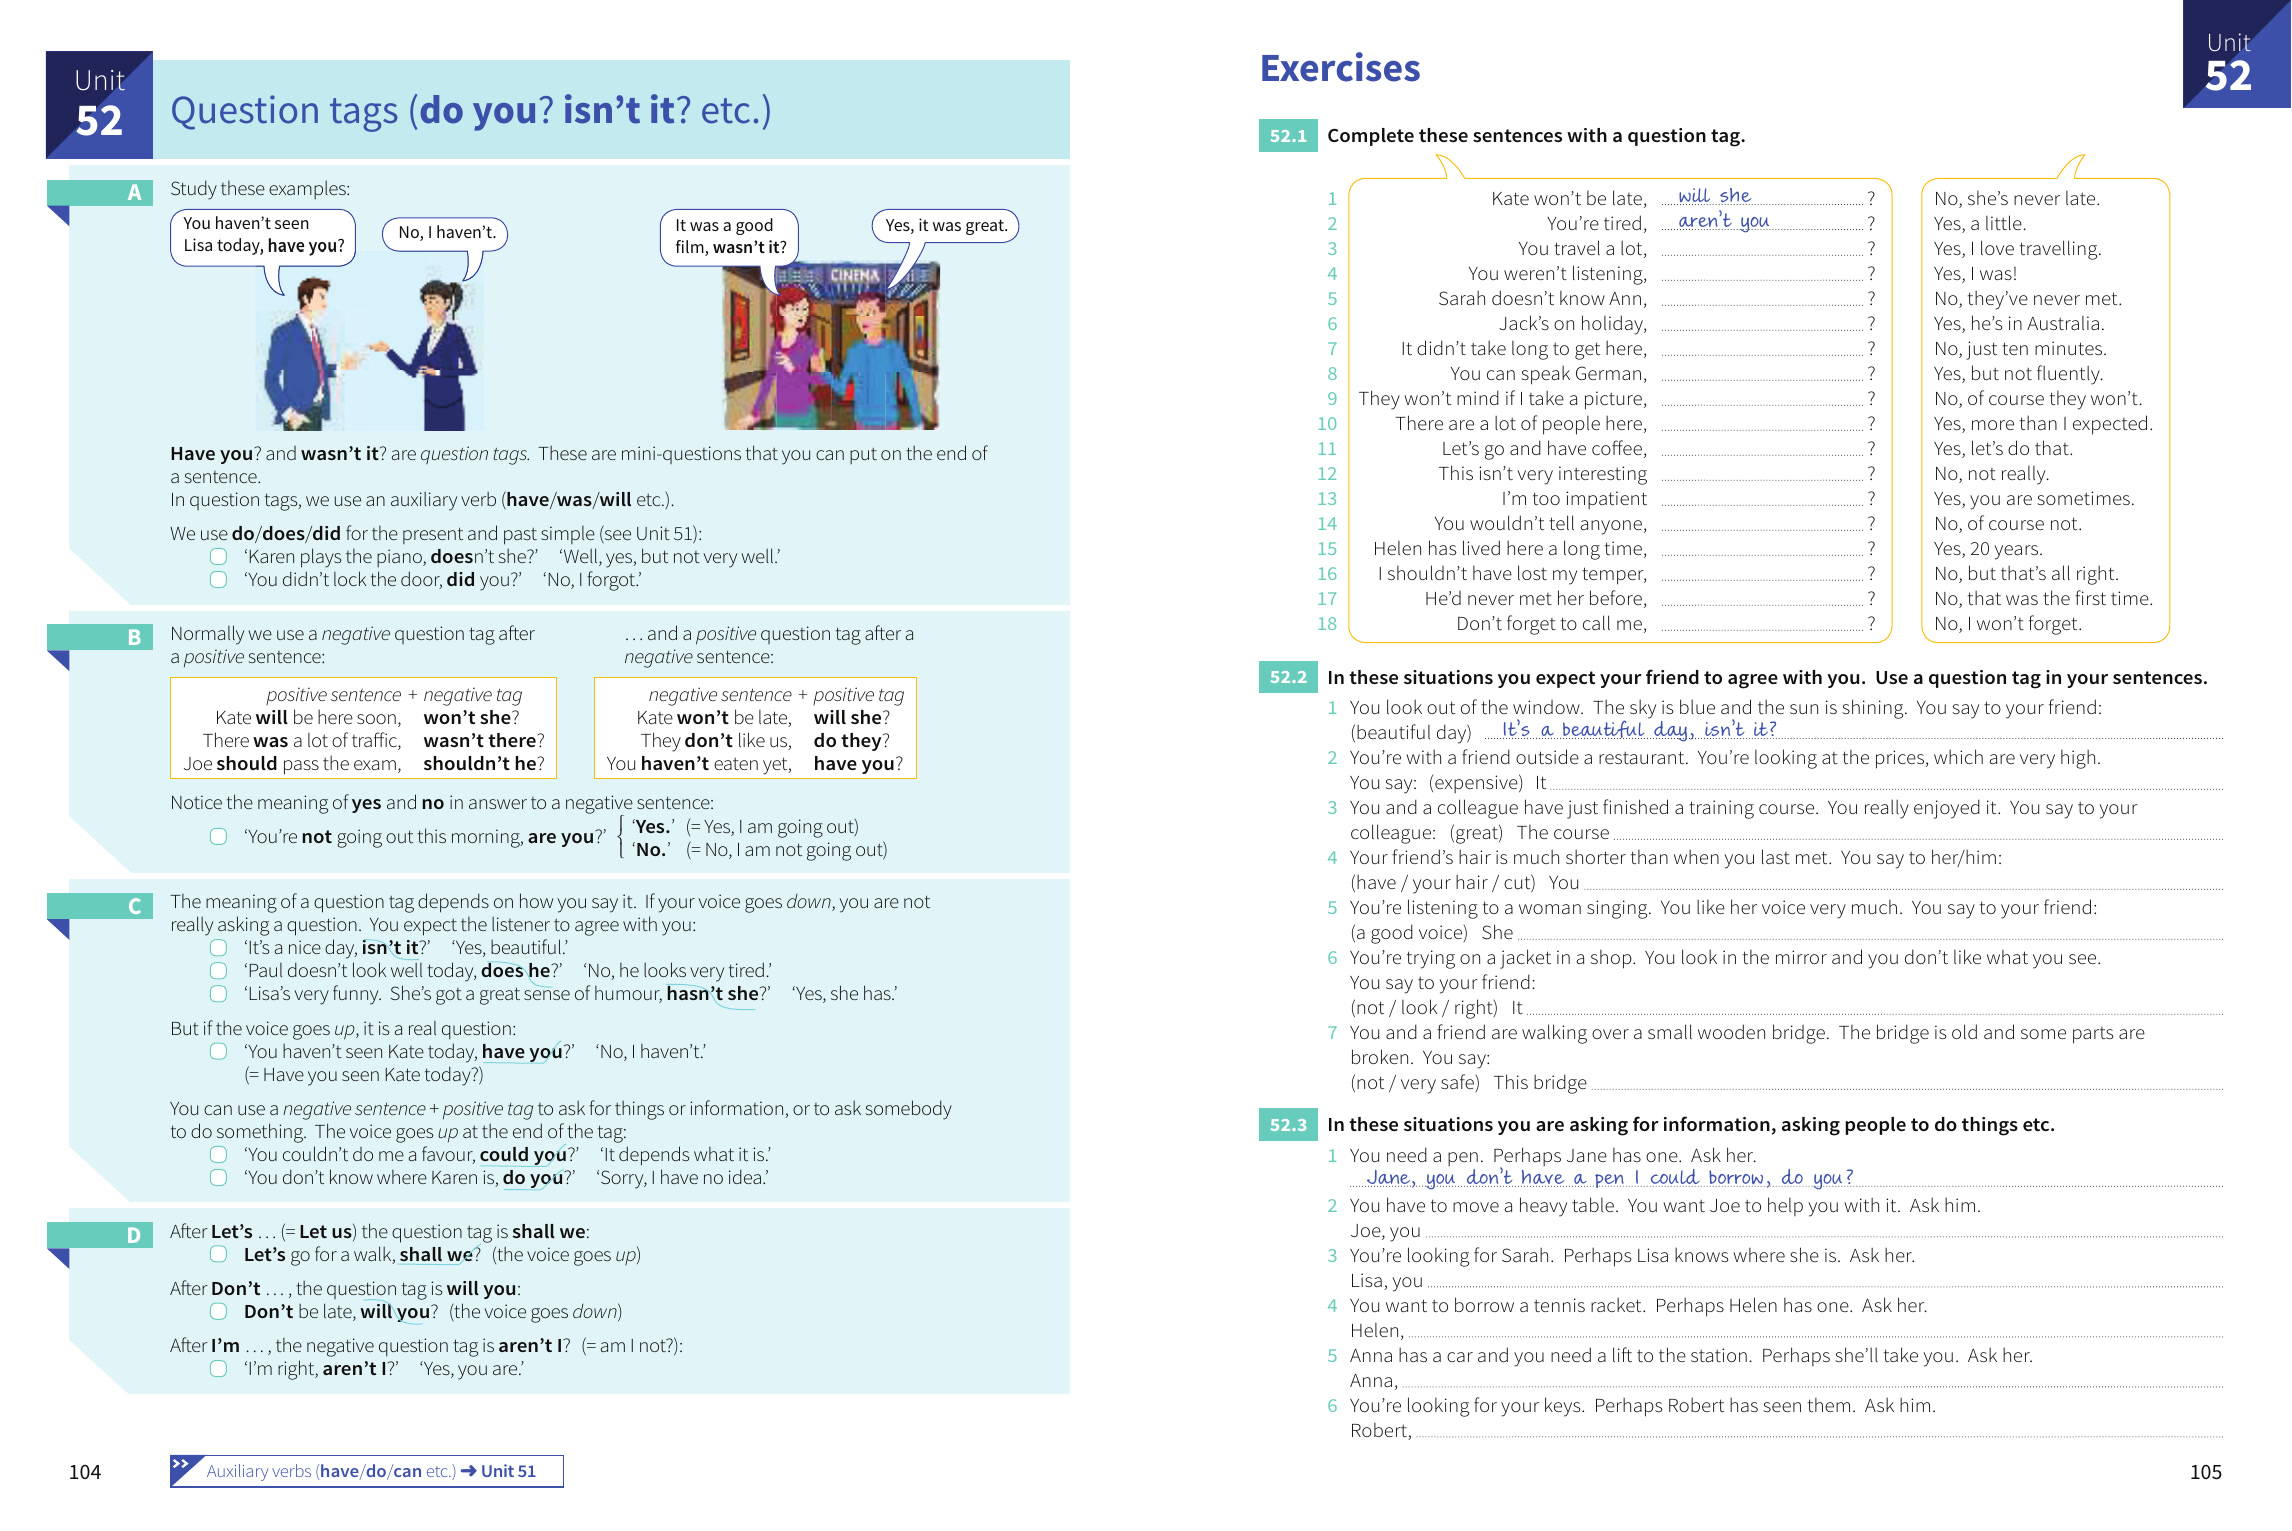 Unit
52
Question tags (do you? isn't it? etc.)
A
Study these examples:
You haven't seen
Lisa today, have you?
No, I haven't.
It was a good
film, wasn't it?
Yes, it was great.
CINEMA
Have you? and wasn't it? are question tags. These are mini-questions that you can put on the end of
a sentence.
In question tags, we use an auxiliary verb (have/was/will etc.).
We use do/does/did for the present and past simple (see Unit 51):
'Karen plays the piano, doesn't she?' 'Well, yes, but not very well.'
'You didn't lock the door, did you?' 'No, I forgot.'
B
Normally we use a negative question tag after
a positive sentence:
positive sentence + negative tag
Kate will be here soon, won't she?
There was a lot of traffic, wasn't there?
Joe should pass the exam, shouldn't he?
… and a positive question tag after a
negative sentence:
negative sentence + positive tag
Kate won't be late, will she?
They don't like us, do they?
You haven't eaten yet, have you?
Notice the meaning of yes and no in answer to a negative sentence:
'You're not going out this morning, are you?'
'Yes.' (= Yes, I am going out)
'No.' (= No, I am not going out)
C
The meaning of a question tag depends on how you say it. If your voice goes down, you are not
really asking a question. You expect the listener to agree with you:
'It's a nice day, isn't it?' 'Yes, beautiful.'
'Paul doesn't look well today, does he?' 'No, he looks very tired.'
'Lisa's very funny. She's got a great sense of humour, hasn't she?' 'Yes, she has.'
But if the voice goes up, it is a real question:
'You haven't seen Kate today, have you?' 'No, I haven't.'
(= Have you seen Kate today?)
You can use a negative sentence + positive tag to ask for things or information, or to ask somebody
to do something. The voice goes up at the end of the tag:
'You couldn't do me a favour, could you?' 'It depends what it is.'
'You don't know where Karen is, do you?' 'Sorry, I have no idea.'
D
After Let's … (= Let us) the question tag is shall we:
Let's go for a walk, shall we? (the voice goes up)
After Don't … , the question tag is will you:
Don't be late, will you? (the voice goes down)
After I'm … , the negative question tag is aren't I? (= am I not?):
'I'm right, aren't I?' 'Yes, you are.'
104
>> Auxiliary verbs (have/do/can etc.) ➜ Unit 51
Exercises
Unit
52
52.1 Complete these sentences with a question tag.
1 Kate won't be late, will she ? No, she's never late.
2 You're tired, aren't you ? Yes, a little.
3 You travel a lot, ? Yes, I love travelling.
4 You weren't listening, ? Yes, I was!
5 Sarah doesn't know Ann, ? No, they've never met.
6 Jack's on holiday, ? Yes, he's in Australia.
7 It didn't take long to get here, ? No, just ten minutes.
8 You can speak German, ? Yes, but not fluently.
9 They won't mind if I take a picture, ? No, of course they won't.
10 There are a lot of people here, ? Yes, more than I expected.
11 Let's go and have coffee, ? Yes, let's do that.
12 This isn't very interesting ? No, not really.
13 I'm too impatient ? Yes, you are sometimes.
14 You wouldn't tell anyone, ? No, of course not.
15 Helen has lived here a long time, ? Yes, 20 years.
16 I shouldn't have lost my temper, ? No, but that's all right.
17 He'd never met her before, ? No, that was the first time.
18 Don't forget to call me, ? No, I won't forget.
52.2 In these situations you expect your friend to agree with you. Use a question tag in your sentences.
1 You look out of the window. The sky is blue and the sun is shining. You say to your friend:
(beautiful day) It's a beautiful day, isn't it?
2 You're with a friend outside a restaurant. You're looking at the prices, which are very high.
You say: (expensive) It
3 You and a colleague have just finished a training course. You really enjoyed it. You say to your
colleague: (great) The course
4 Your friend's hair is much shorter than when you last met. You say to her/him:
(have / your hair / cut) You
5 You're listening to a woman singing. You like her voice very much. You say to your friend:
(a good voice) She
6 You're trying on a jacket in a shop. You look in the mirror and you don't like what you see.
You say to your friend:
(not / look / right) It
7 You and a friend are walking over a small wooden bridge. The bridge is old and some parts are
broken. You say:
(not / very safe) This bridge
52.3 In these situations you are asking for information, asking people to do things etc.
1 You need a pen. Perhaps Jane has one. Ask her.
Jane, you don't have a pen I could borrow, do you?
2 You have to move a heavy table. You want Joe to help you with it. Ask him.
Joe, you
3 You're looking for Sarah. Perhaps Lisa knows where she is. Ask her.
Lisa, you
4 You want to borrow a tennis racket. Perhaps Helen has one. Ask her.
Helen,
5 Anna has a car and you need a lift to the station. Perhaps she'll take you. Ask her.
Anna,
6 You're looking for your keys. Perhaps Robert has seen them. Ask him.
Robert,
105